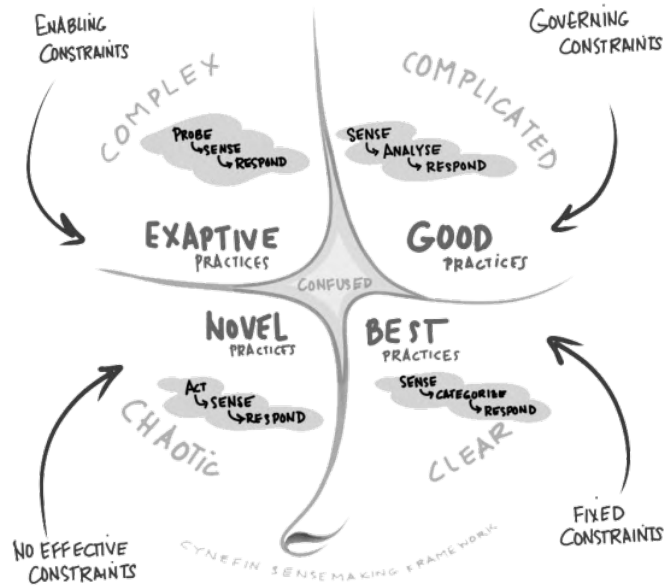 ENABLING
CONSTRAINTS
GOVERNING
CONSTRAINTS
COMPLEX
COMPLICATED
PROBE
SENSE
RESPOND
SENSE
ANALYSE
RESPOND
EXAPTIVE
PRACTICES
GOOD
PRACTICES
CONFUSED
NOVEL
PRACTICES
BEST
PRACTICES
ACT
SENSE
RESPOND
SENSE
CATEGORISE
RESPOND
CHAOTIC
CLEAR
NO EFFECTIVE
CONSTRAINTS
FIXED
CONSTRAINTS
CYNEFIN SENSEMAKING FRAMEWORK